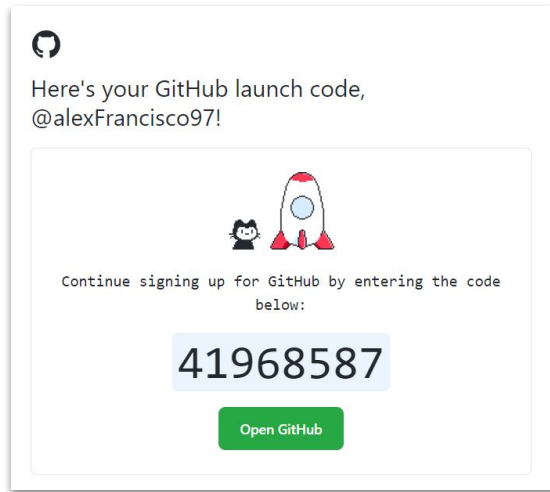 Here's your GitHub launch code,
@alexFrancisco97!
Continue signing up for GitHub by entering the code
below:
41968587
Open GitHub